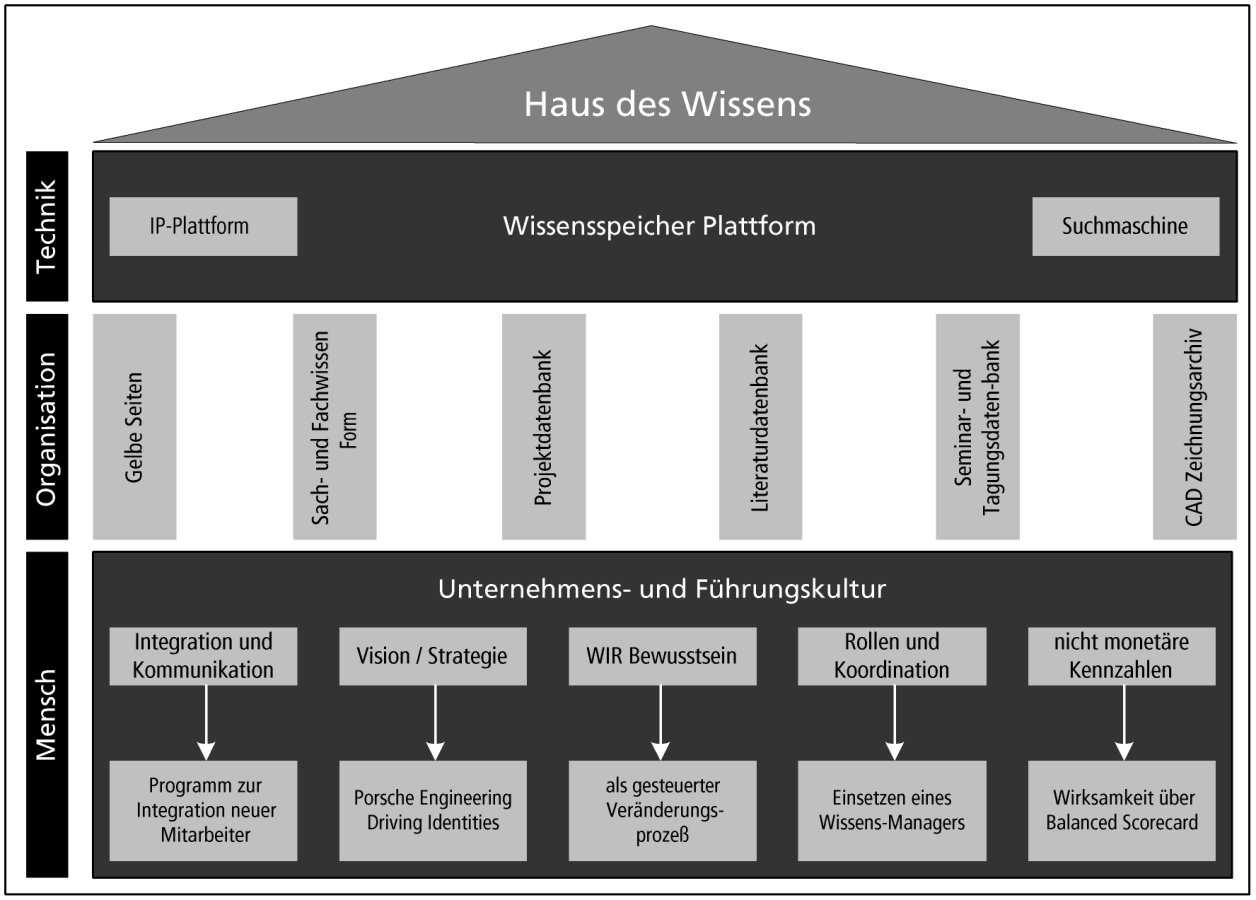 Haus des Wissens
Technik
IP-Plattform
Wissensspeicher Plattform
Suchmaschine
Organisation
Gelbe Seiten
Sach- und Fachwissen
Form
Projektdatenbank
Literaturdatenbank
Seminar- und
Tagungsdaten-bank
CAD Zeichnungsarchiv
Mensch
Unternehmens- und Führungskultur
Integration und
Kommunikation
Vision / Strategie
WIR Bewusstsein
Rollen und
Koordination
nicht monetäre
Kennzahlen
Programm zur
Integration neuer
Mitarbeiter
Porsche Engineering
Driving Identities
als gesteuerter
Veränderungs-
prozeß
Einsetzen eines
Wissens-Managers
Wirksamkeit über
Balanced Scorecard